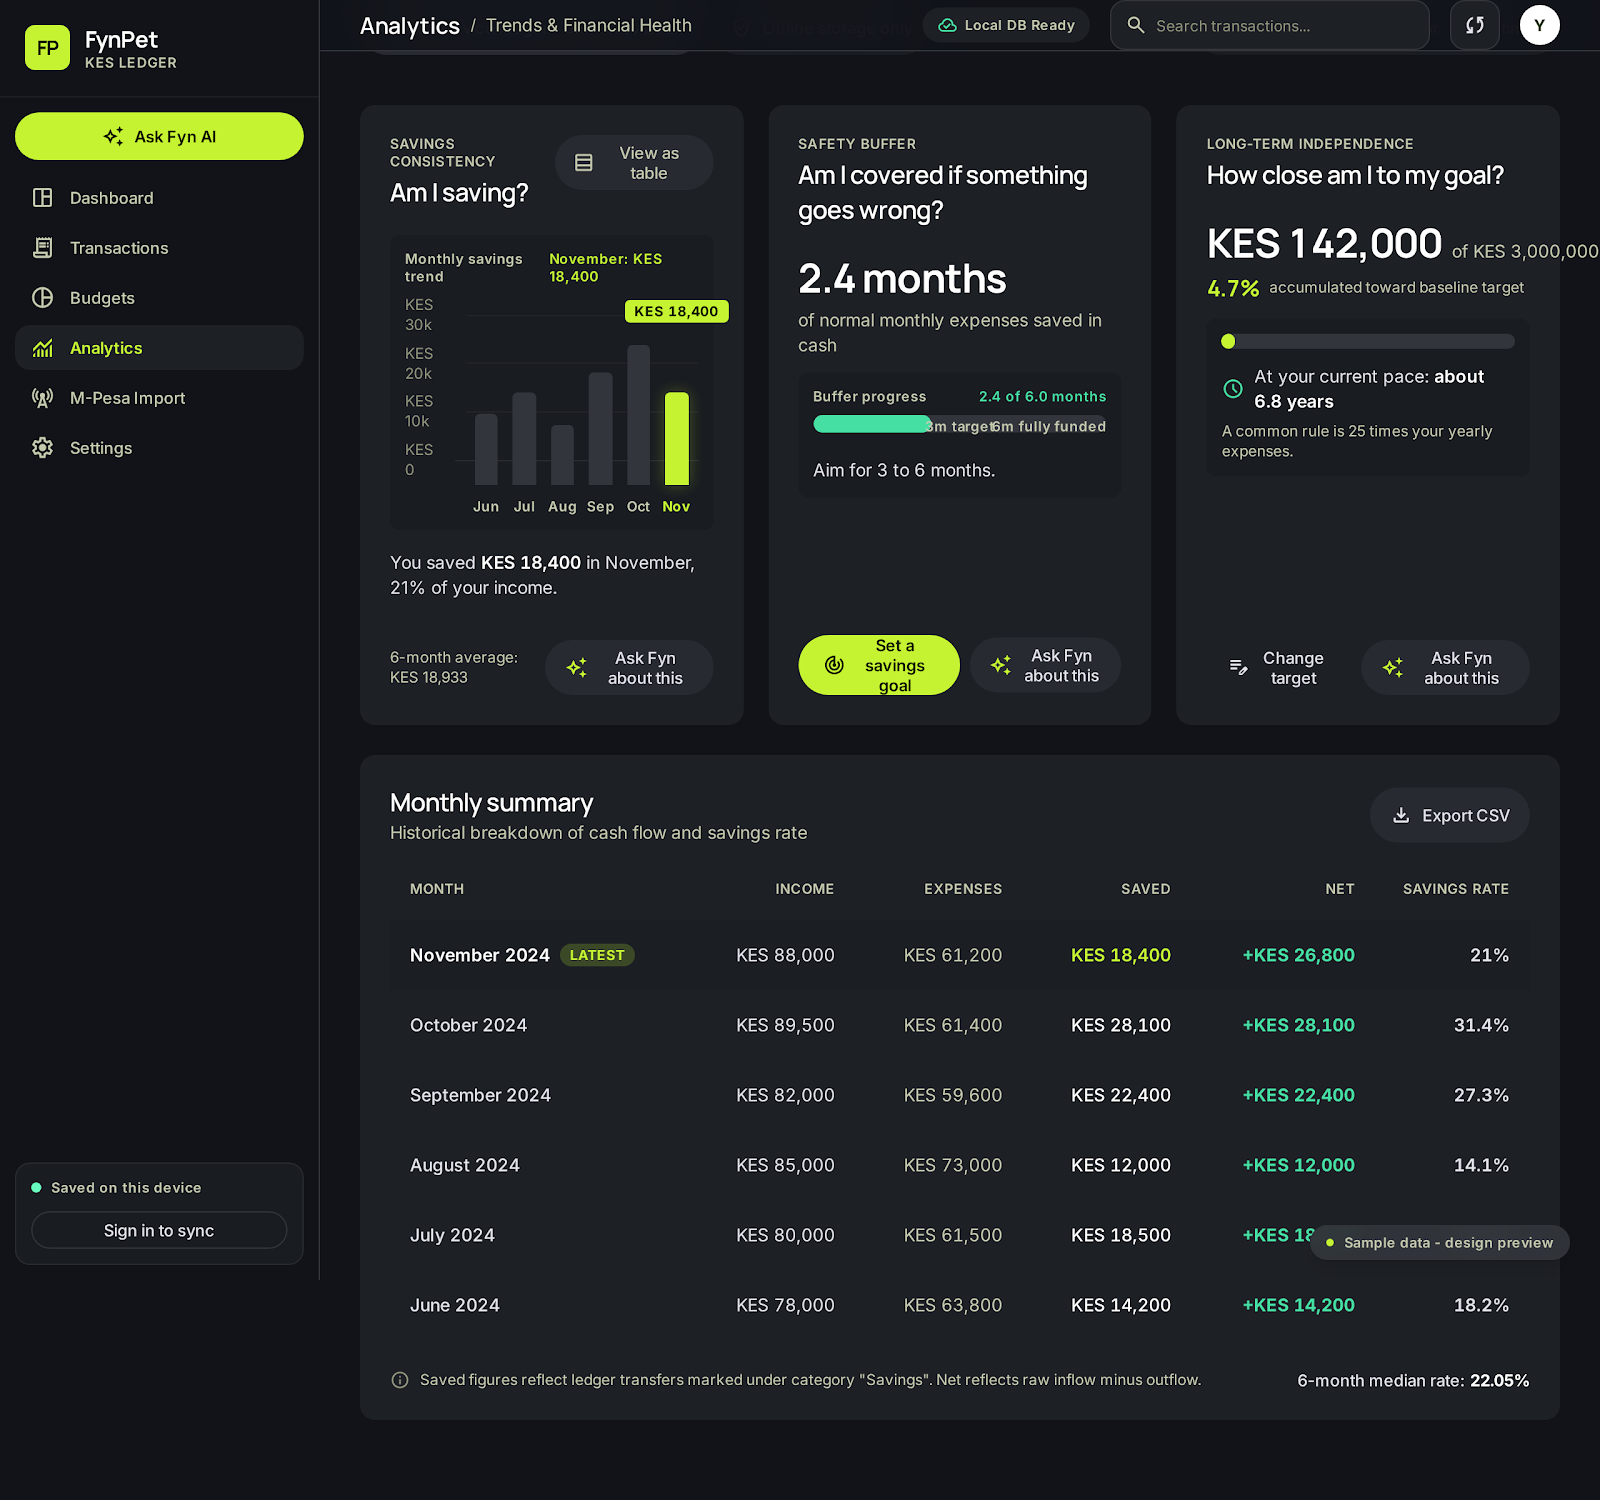 FP
FynPet
KES LEDGER
Ask Fyn AI
Dashboard
Transactions
Budgets
Analytics
M-Pesa Import
Settings
Saved on this device
Sign in to sync
Analytics / Trends & Financial Health
Local DB Ready
Search transactions...
Y
SAVINGS
CONSISTENCY
Am I saving?
View as
table
Monthly savings
trend
November: KES
18,400
KES
30k
KES
20k
KES
10k
KES
0
KES 18,400
Jun Jul Aug Sep Oct Nov
You saved KES 18,400 in November,
21% of your income.
6-month average:
KES 18,933
Ask Fyn
about this
SAFETY BUFFER
Am I covered if something
goes wrong?
2.4 months
of normal monthly expenses saved in
cash
Buffer progress 2.4 of 6.0 months
3m target 6m fully funded
Aim for 3 to 6 months.
Set a
savings
goal
Ask Fyn
about this
LONG-TERM INDEPENDENCE
How close am I to my goal?
KES 142,000 of KES 3,000,000
4.7% accumulated toward baseline target
At your current pace: about
6.8 years
A common rule is 25 times your yearly
expenses.
Change
target
Ask Fyn
about this
Monthly summary
Historical breakdown of cash flow and savings rate
Export CSV
MONTH INCOME EXPENSES SAVED NET SAVINGS RATE
November 2024 LATEST KES 88,000 KES 61,200 KES 18,400 +KES 26,800 21%
October 2024 KES 89,500 KES 61,400 KES 28,100 +KES 28,100 31.4%
September 2024 KES 82,000 KES 59,600 KES 22,400 +KES 22,400 27.3%
August 2024 KES 85,000 KES 73,000 KES 12,000 +KES 12,000 14.1%
July 2024 KES 80,000 KES 61,500 KES 18,500 +KES 18
Sample data - design preview
June 2024 KES 78,000 KES 63,800 KES 14,200 +KES 14,200 18.2%
Saved figures reflect ledger transfers marked under category "Savings". Net reflects raw inflow minus outflow.
6-month median rate: 22.05%